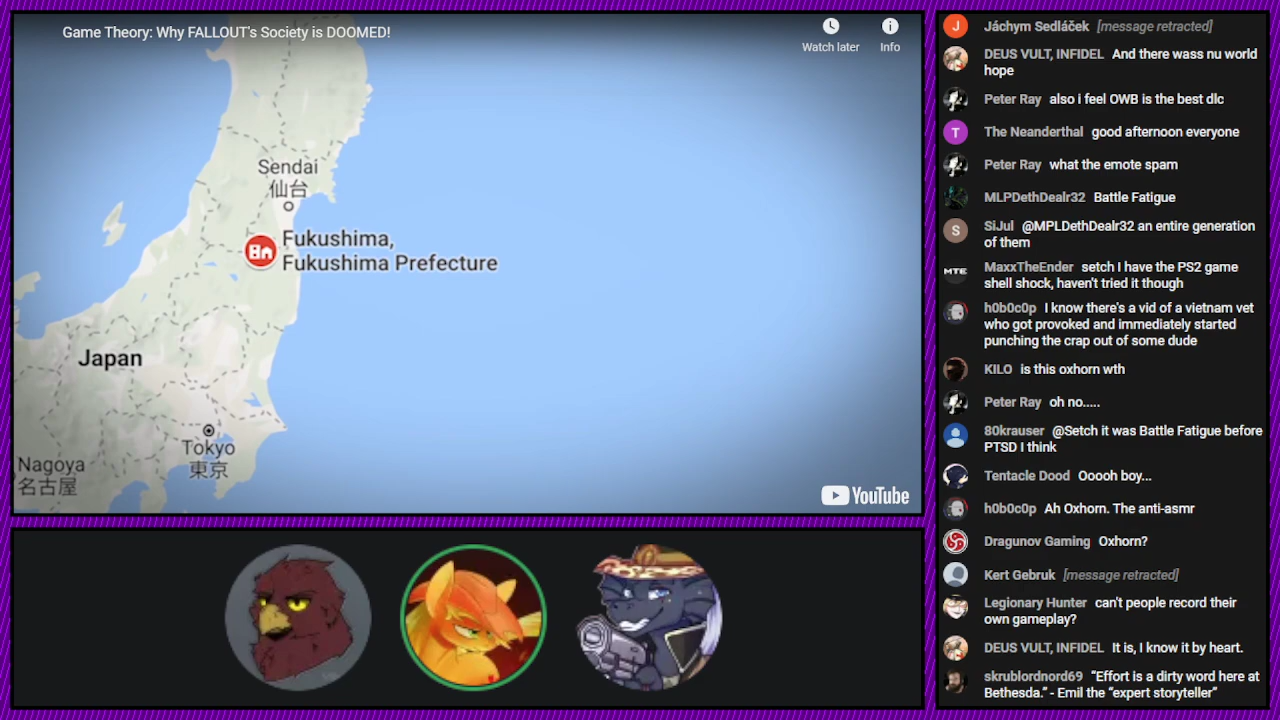 Game Theory: Why FALLOUT's Society is DOOMED!
Watch later
Info
Sendai
仙台
Fukushima,
Fukushima Prefecture
Japan
Tokyo
東京
Nagoya
名古屋
YouTube
J
Jáchym Sedláček [message retracted]
DEUS VULT, INFIDEL And there wass nu world
hope
Peter Ray also i feel OWB is the best dlc
T
The Neanderthal good afternoon everyone
Peter Ray what the emote spam
MLPDethDealr32 Battle Fatigue
S
SiJul @MPLDethDealr32 an entire generation
of them
MTE
MaxxTheEnder setch I have the PS2 game
shell shock, haven't tried it though
h0b0c0p I know there's a vid of a vietnam vet
who got provoked and immediately started
punching the crap out of some dude
KILO is this oxhorn wth
Peter Ray oh no.....
80krauser @Setch it was Battle Fatigue before
PTSD I think
Tentacle Dood Ooooh boy...
h0b0c0p Ah Oxhorn. The anti-asmr
Dragunov Gaming Oxhorn?
Kert Gebruk [message retracted]
Legionary Hunter can't people record their
own gameplay?
DEUS VULT, INFIDEL It is, I know it by heart.
skrublordnord69 “Effort is a dirty word here at
Bethesda.” - Emil the “expert storyteller”